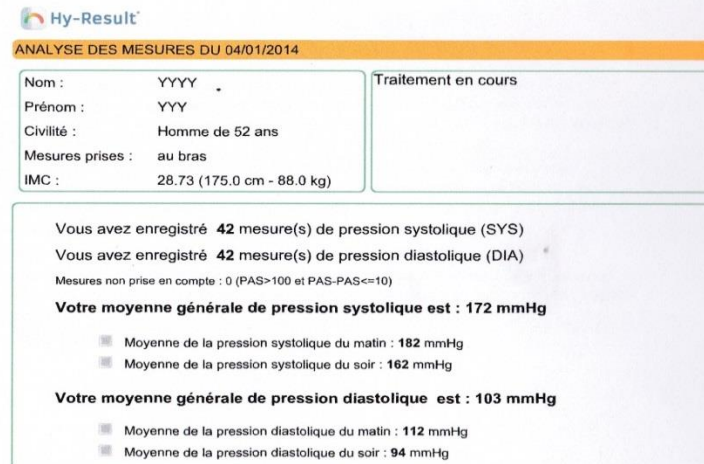 Hy-Result
ANALYSE DES MESURES DU 04/01/2014
Nom : YYYY
Prénom : YYY
Civilité : Homme de 52 ans
Mesures prises : au bras
IMC : 28.73 (175.0 cm - 88.0 kg)
Traitement en cours
Vous avez enregistré 42 mesure(s) de pression systolique (SYS)
Vous avez enregistré 42 mesure(s) de pression diastolique (DIA)
Mesures non prise en compte : 0 (PAS>100 et PAS-PAS<=10)
Votre moyenne générale de pression systolique est : 172 mmHg
Moyenne de la pression systolique du matin : 182 mmHg
Moyenne de la pression systolique du soir : 162 mmHg
Votre moyenne générale de pression diastolique est : 103 mmHg
Moyenne de la pression diastolique du matin : 112 mmHg
Moyenne de la pression diastolique du soir : 94 mmHg